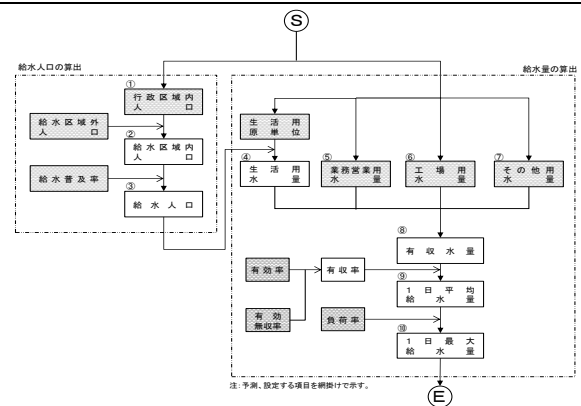 S
給水人口の算出
①
行政区域内
人口
給水区域外
人口
②
給水区域内
人口
給水普及率
③
給水人口
給水量の算出
生活用
原単位
④
生活用
水量
⑤
業務営業用
水量
⑥
工場用
水量
⑦
その他用
水量
⑧
有収水量
有効率
有収率
⑨
1日平均
給水量
有効
無収率
負荷率
⑩
1日最大
給水量
注:予測、設定する項目を網掛けで示す。
E